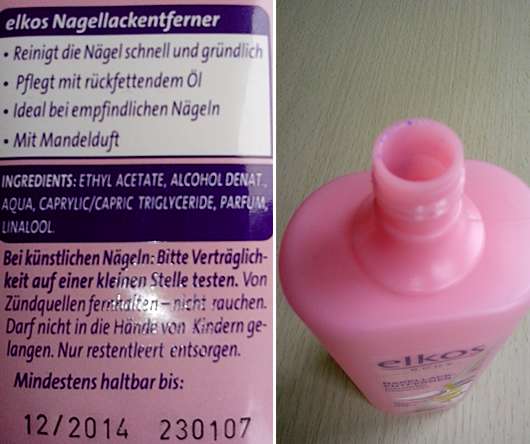 elkos Nagellackentferner
• Reinigt die Nägel schnell und gründlich
• Pflegt mit rückfettendem Öl
• Ideal bei empfindlichen Nägeln
• Mit Mandelduft
INGREDIENTS: ETHYL ACETATE, ALCOHOL DENAT.,
AQUA, CAPRYLIC/CAPRIC TRIGLYCERIDE, PARFUM,
LINALOOL.
Bei künstlichen Nägeln: Bitte Verträglich-
keit auf einer kleinen Stelle testen. Von
Zündquellen fernhalten – nicht rauchen.
Darf nicht in die Hände von Kindern ge-
langen. Nur restentleert entsorgen.
Mindestens haltbar bis:
12/2014 230107
elkos
BODY
NAGELLACK
ENTFERNER